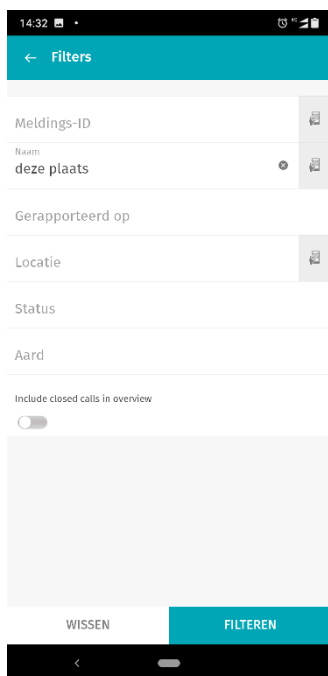 14:32
Filters
Meldings-ID
Naam
deze plaats
Gerapporteerd op
Locatie
Status
Aard
Include closed calls in overview
WISSEN
FILTEREN